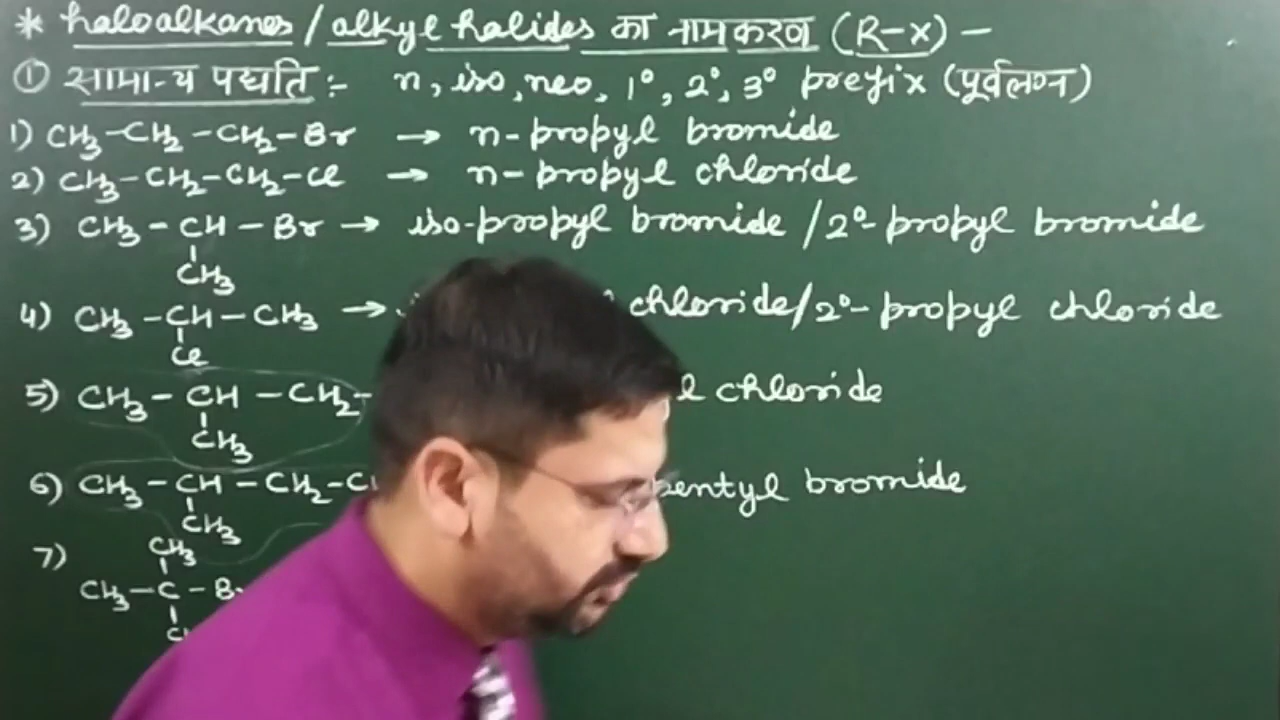 * haloalkanes / alkyl halides का नामकरण (R-X) -
① सामान्य पद्धति :- n, iso, neo, 1°, 2°, 3° prefix (पूर्वलग्न)
1) CH₃-CH₂-CH₂-Br → n-propyl bromide
2) CH₃-CH₂-CH₂-Cl → n-propyl chloride
3) CH₃-CH-Br → iso-propyl bromide / 2°-propyl bromide
CH₃
4) CH₃-CH-CH₃ → chloride/2°-propyl chloride
Cl
5) CH₃-CH-CH₂- chloride
CH₃
6) CH₃-CH-CH₂- pentyl bromide
CH₃
CH₃
7)
CH₃-C-Br